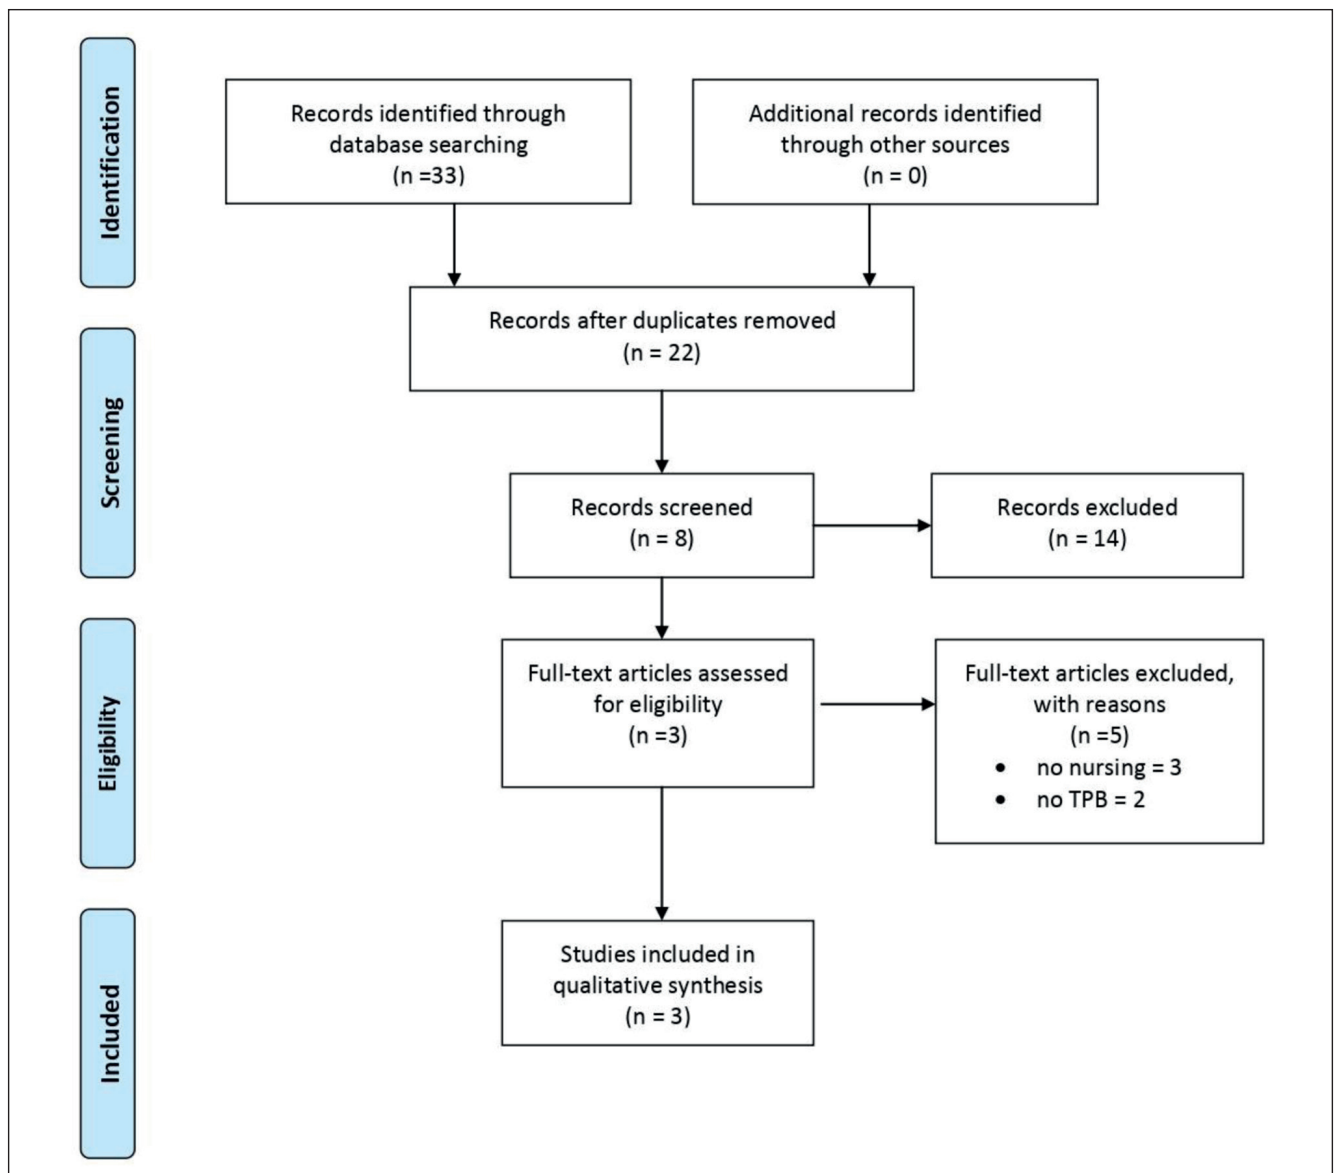 Identification
Records identified through
database searching
(n =33)
Additional records identified
through other sources
(n = 0)
Records after duplicates removed
(n = 22)
Screening
Records screened
(n = 8)
Records excluded
(n = 14)
Eligibility
Full-text articles assessed
for eligibility
(n =3)
Full-text articles excluded,
with reasons
(n =5)
• no nursing = 3
• no TPB = 2
Included
Studies included in
qualitative synthesis
(n = 3)